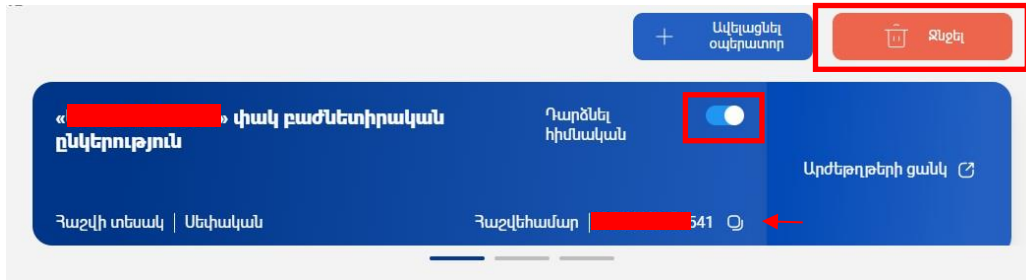 Ավելացնել
օպերատոր
Ջնջել
« » փակ բաժնետիրական
ընկերություն
Դարձնել
հիմնական
Արժեթղթերի ցանկ
Հաշվի տեսակ | Սեփական
Հաշվեհամար | 541